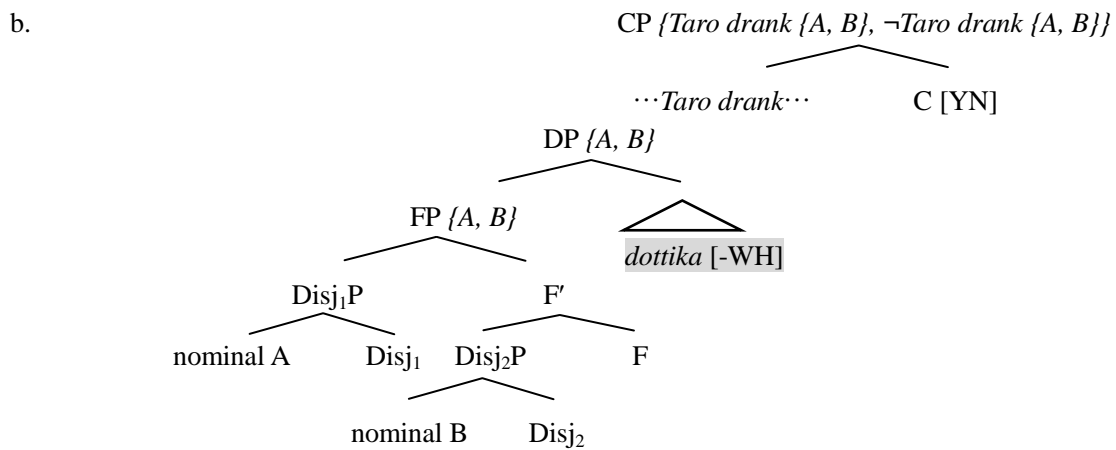 b. CP {Taro drank {A, B}, ¬Taro drank {A, B}}
···Taro drank··· C [YN]
DP {A, B}
FP {A, B}
dottika [-WH]
Disj₁P F′
nominal A Disj₁ Disj₂P F
nominal B Disj₂